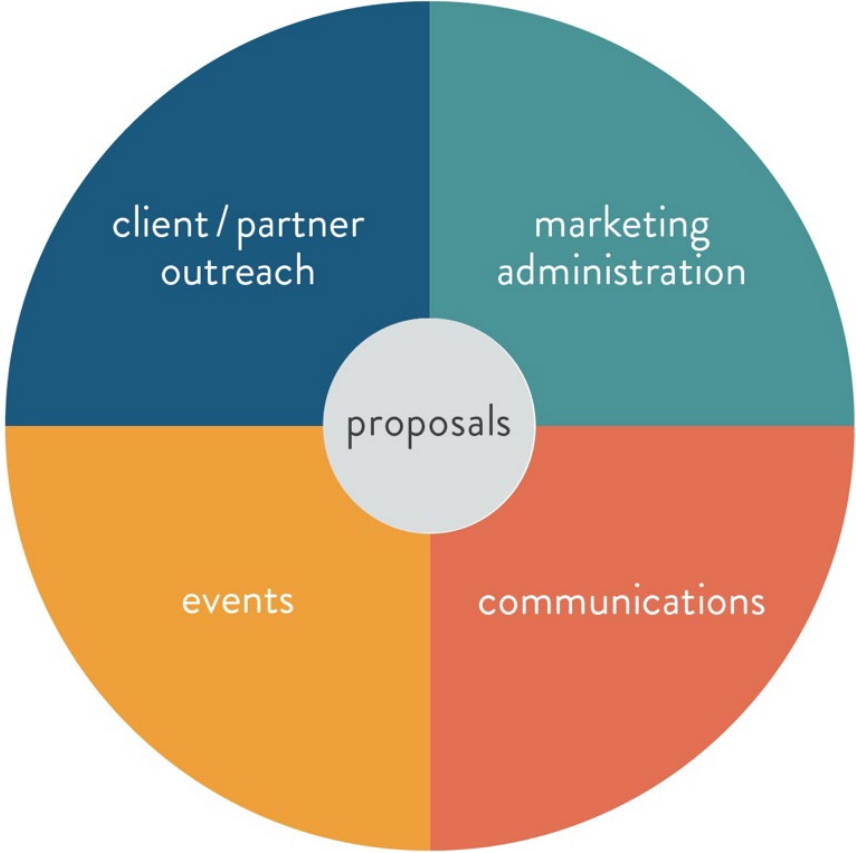 client / partner
outreach
marketing
administration
proposals
events
communications